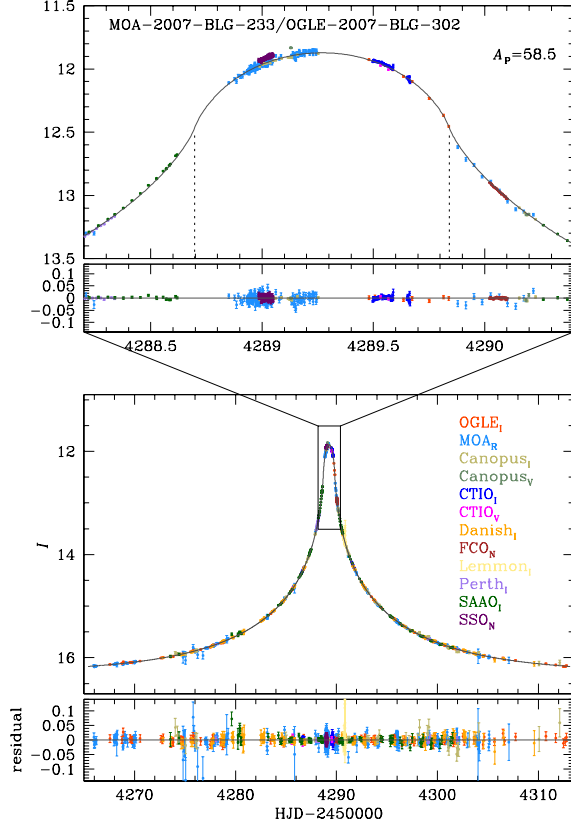 11.5
MOA-2007-BLG-233/OGLE-2007-BLG-302
A_P=58.5
12
12.5
13
13.5
0.1
0.05
0
-0.05
-0.1
4288.5 4289 4289.5 4290
12
14
16
I
OGLE_I
MOA_R
Canopus_I
Canopus_V
CTIO_I
CTIO_V
Danish_I
FCO_N
Lemmon_I
Perth_I
SAAO_I
SSO_N
residual
0.1
0.05
0
-0.05
-0.1
4270 4280 4290 4300 4310
HJD-2450000